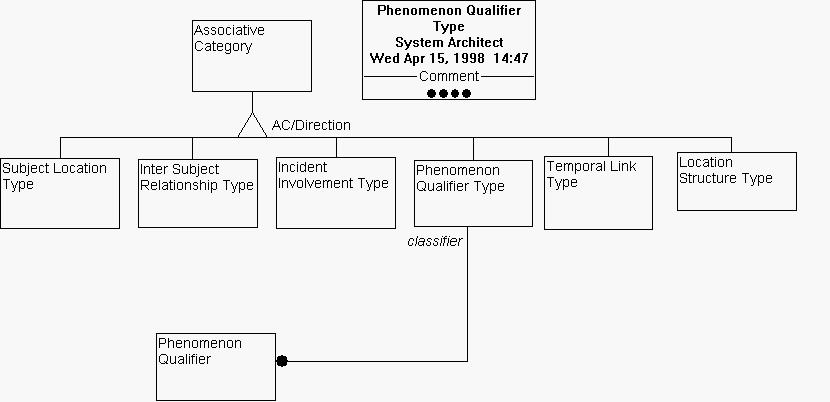 Associative
Category
Phenomenon Qualifier
Type
System Architect
Wed Apr 15, 1998  14:47
Comment
AC/Direction
Subject Location
Type
Inter Subject
Relationship Type
Incident
Involvement Type
Phenomenon
Qualifier Type
Temporal Link
Type
Location
Structure Type
classifier
Phenomenon
Qualifier